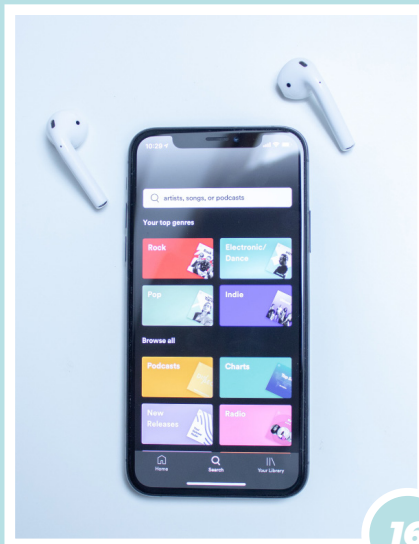 10:29
artists, songs, or podcasts
Your top genres
Rock
Electronic/
Dance
Pop
Indie
Browse all
Podcasts
Charts
New
Releases
Radio
Home
Search
Your Library
16